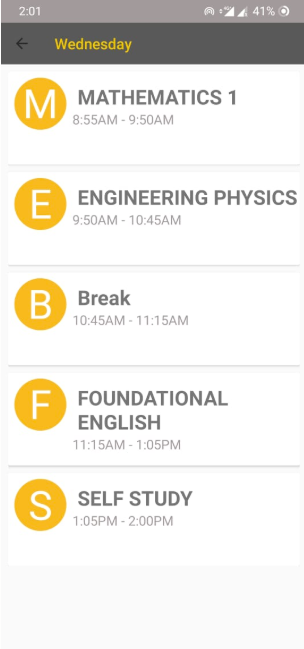 2:01 41%
Wednesday
M MATHEMATICS 1
8:55AM - 9:50AM
E ENGINEERING PHYSICS
9:50AM - 10:45AM
B Break
10:45AM - 11:15AM
F FOUNDATIONAL
ENGLISH
11:15AM - 1:05PM
S SELF STUDY
1:05PM - 2:00PM